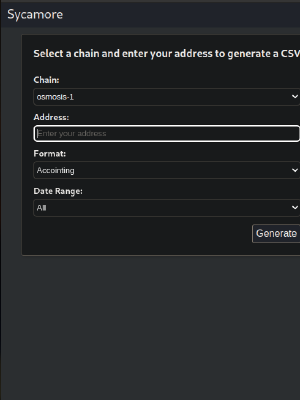 Sycamore
Select a chain and enter your address to generate a CSV
Chain:
osmosis-1
Address:
Enter your address
Format:
Accointing
Date Range:
All
Generate